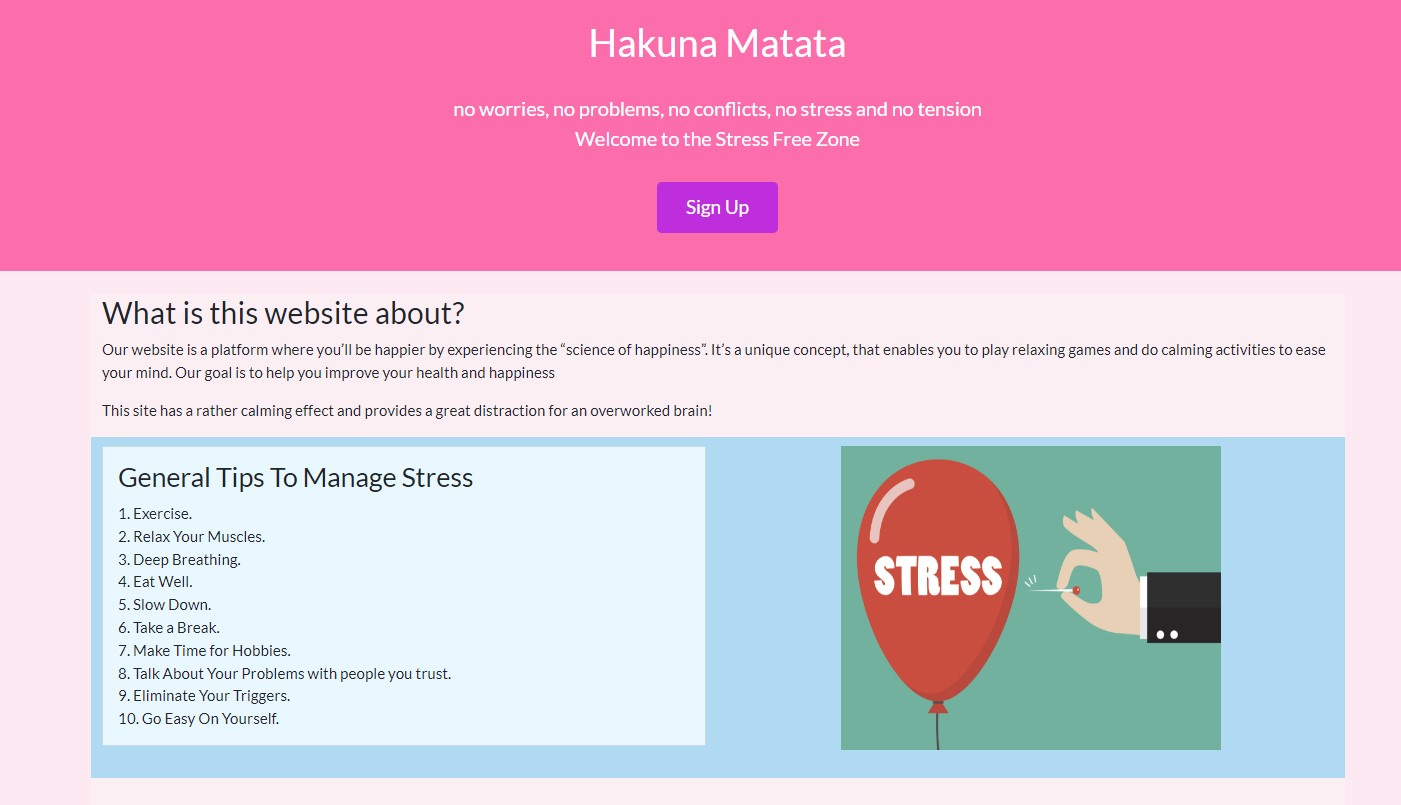 Hakuna Matata
no worries, no problems, no conflicts, no stress and no tension
Welcome to the Stress Free Zone
Sign Up
What is this website about?
Our website is a platform where you’ll be happier by experiencing the “science of happiness”. It’s a unique concept, that enables you to play relaxing games and do calming activities to ease
your mind. Our goal is to help you improve your health and happiness
This site has a rather calming effect and provides a great distraction for an overworked brain!
General Tips To Manage Stress
1. Exercise.
2. Relax Your Muscles.
3. Deep Breathing.
4. Eat Well.
5. Slow Down.
6. Take a Break.
7. Make Time for Hobbies.
8. Talk About Your Problems with people you trust.
9. Eliminate Your Triggers.
10. Go Easy On Yourself.
STRESS